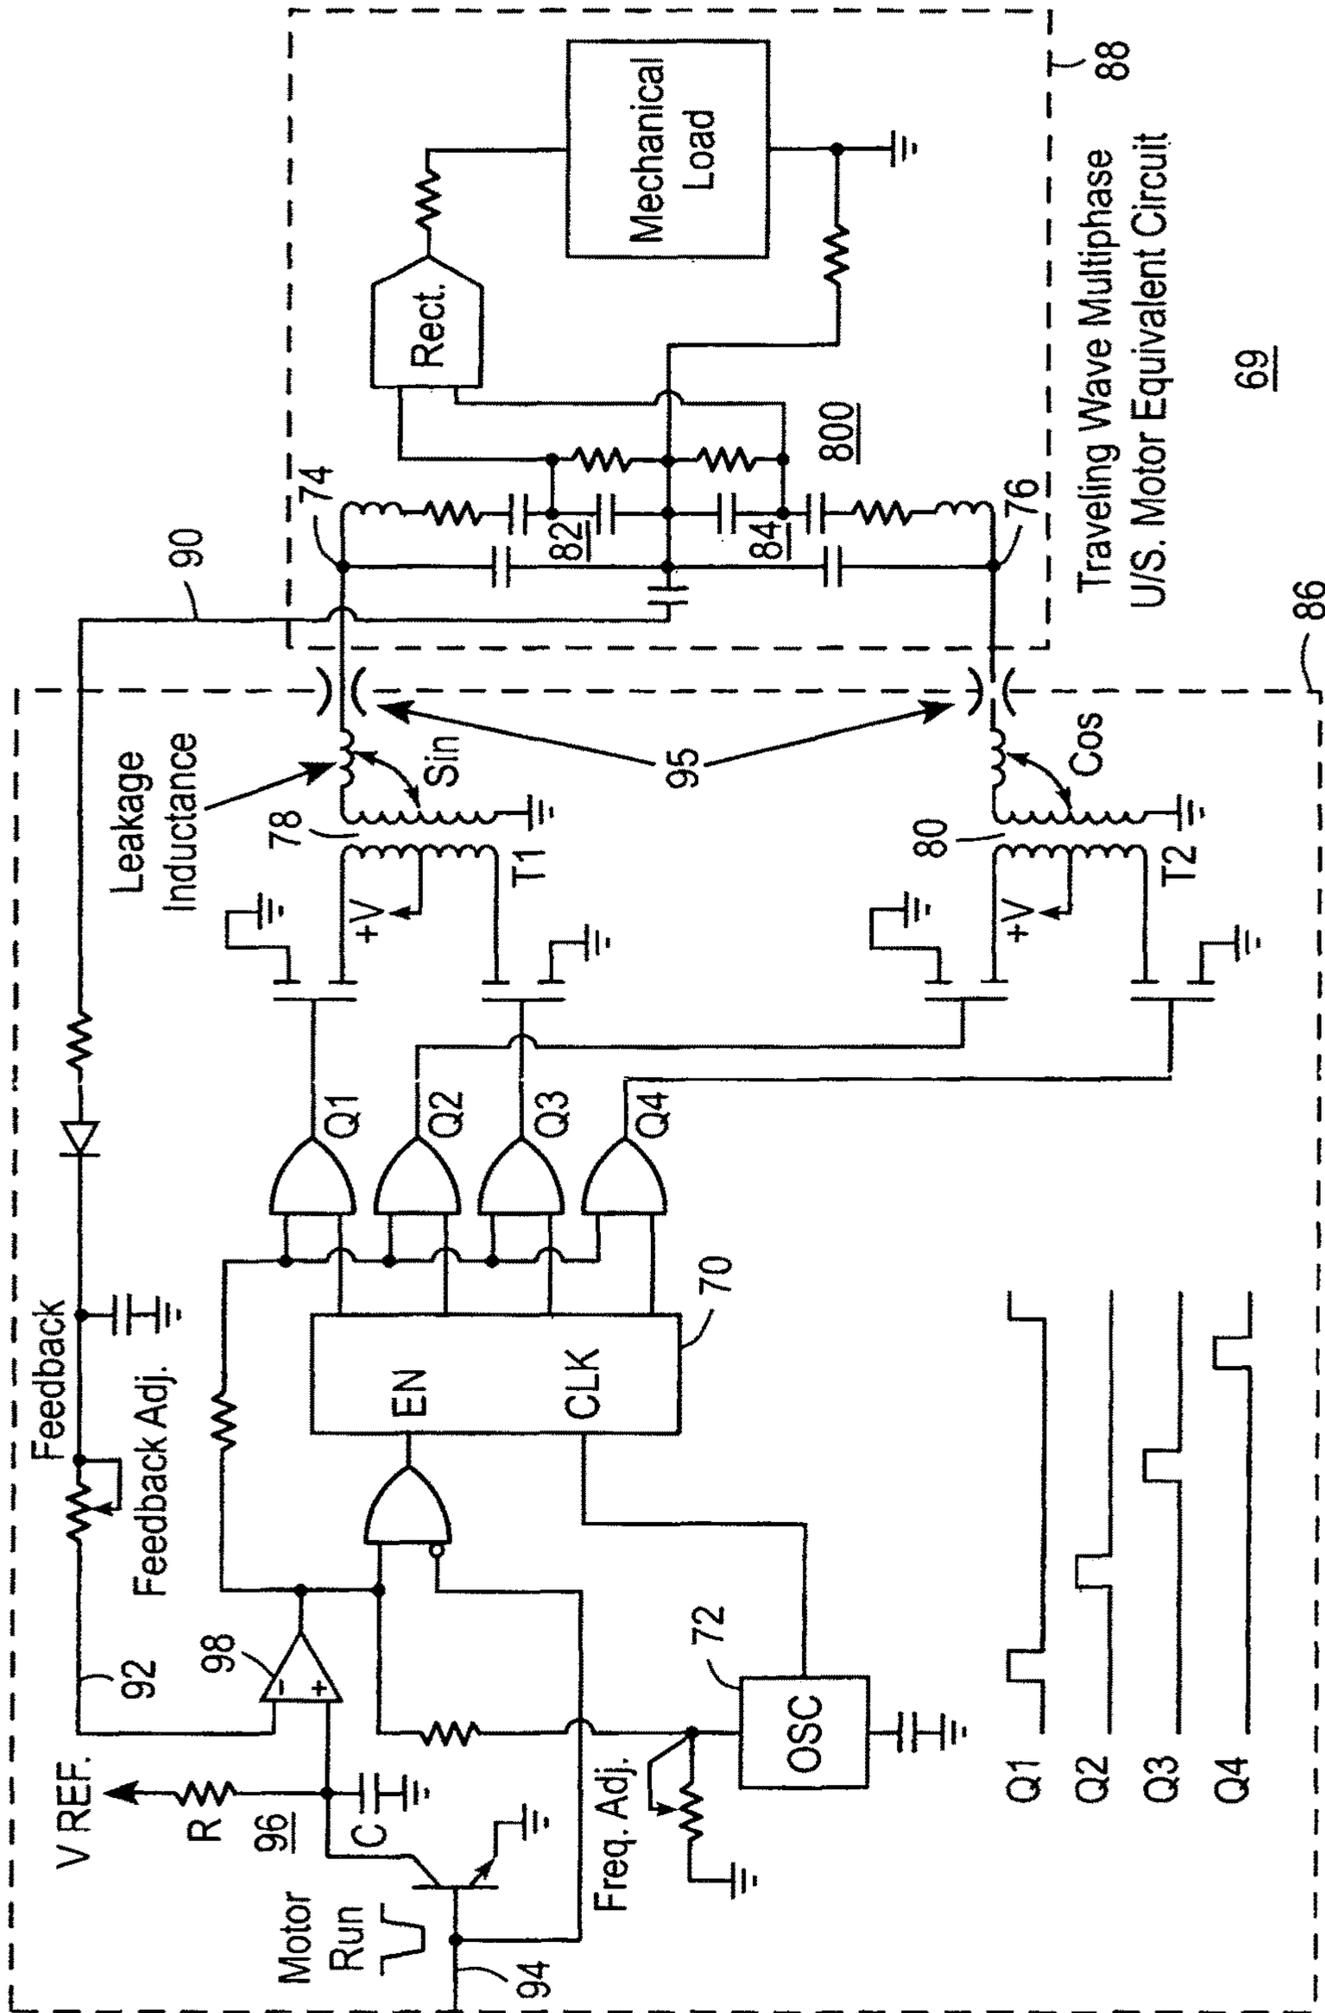 Motor
Run
94
V REF.
R
96
C
92
98
Feedback
Feedback Adj.
-
+
Freq. Adj.
72
OSC
EN
CLK
70
Q1
Q2
Q3
Q4
Leakage
Inductance
90
78
+V
T1
Sin
80
+V
T2
Cos
95
86
74
76
82
84
800
Rect.
Mechanical
Load
88
Traveling Wave Multiphase
U/S. Motor Equivalent Circuit
69
Q1
Q2
Q3
Q4